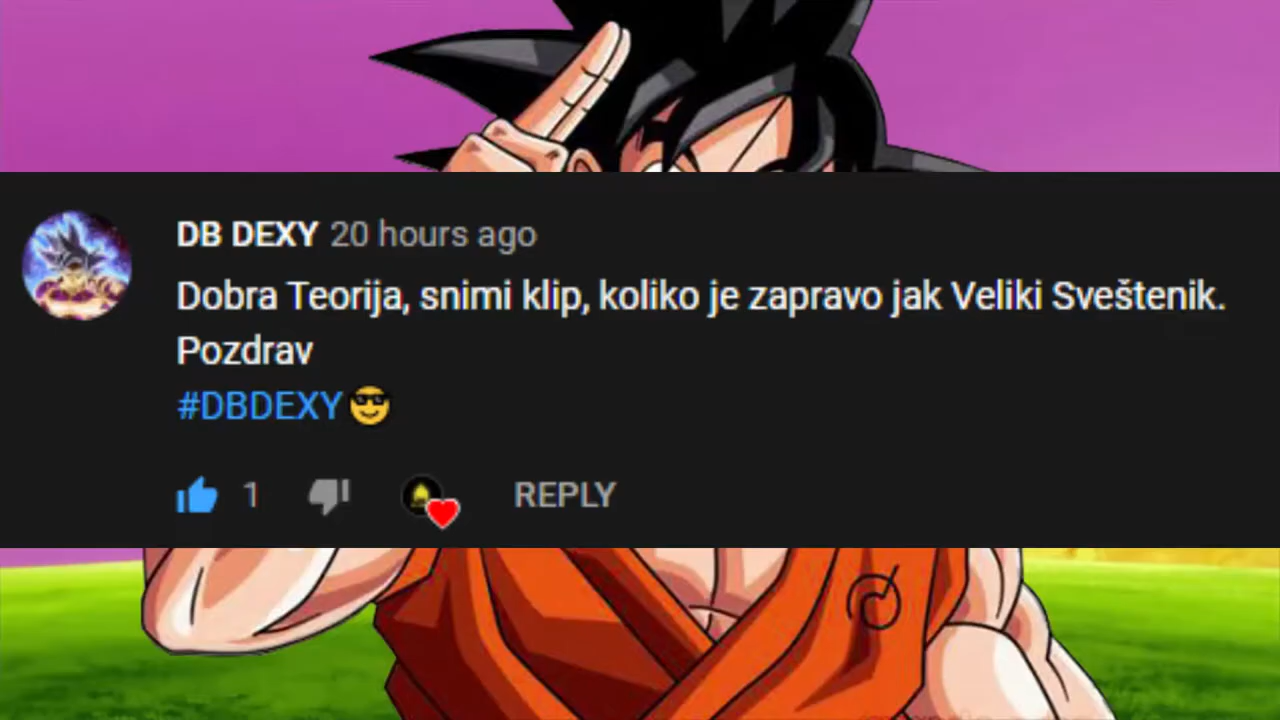 DB DEXY 20 hours ago
Dobra Teorija, snimi klip, koliko je zapravo jak Veliki Sveštenik.
Pozdrav
#DBDEXY😎
1 REPLY